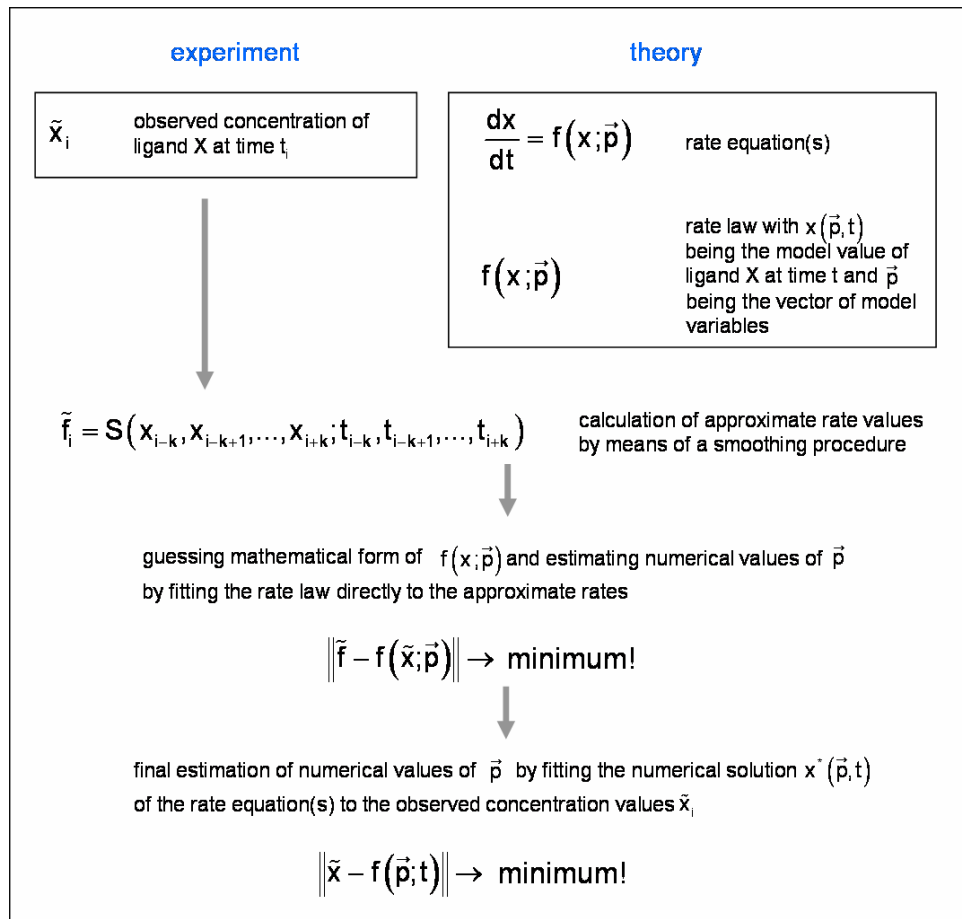 experiment
theory
x̃ᵢ
observed concentration of
ligand X at time tᵢ
dx/dt = f(x;p⃗)
rate equation(s)
f(x;p⃗)
rate law with x(p⃗,t)
being the model value of
ligand X at time t and p⃗
being the vector of model
variables
f̃ᵢ = S(xᵢ₋ₖ,xᵢ₋ₖ₊₁,...,xᵢ₊ₖ;tᵢ₋ₖ,tᵢ₋ₖ₊₁,...,tᵢ₊ₖ)
calculation of approximate rate values
by means of a smoothing procedure
guessing mathematical form of f(x;p⃗) and estimating numerical values of p⃗
by fitting the rate law directly to the approximate rates
‖f̃ − f(x̃;p⃗)‖ → minimum!
final estimation of numerical values of p⃗ by fitting the numerical solution x*(p⃗,t)
of the rate equation(s) to the observed concentration values x̃ᵢ
‖x̃ − f(p⃗;t)‖ → minimum!